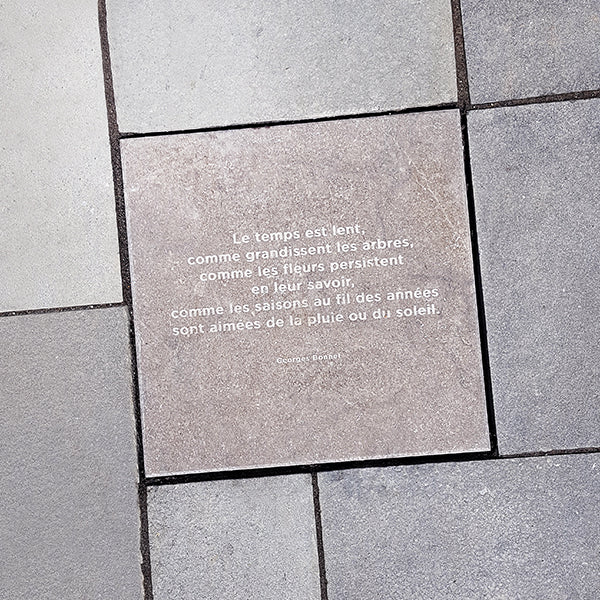 Le temps est lent,
comme grandissent les arbres,
comme les fleurs persistent
en leur savoir,
comme les saisons au fil des années
sont aimées de la pluie ou du soleil.
Georges Bonnet